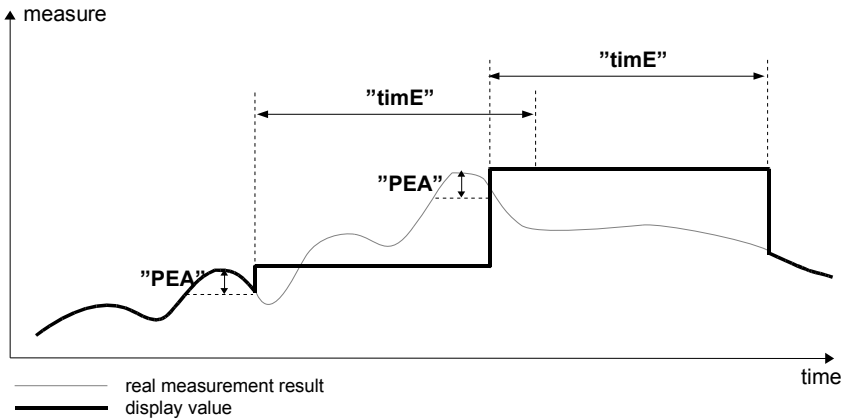 measure
”timE”
”timE”
”PEA”
”PEA”
time
real measurement result
display value